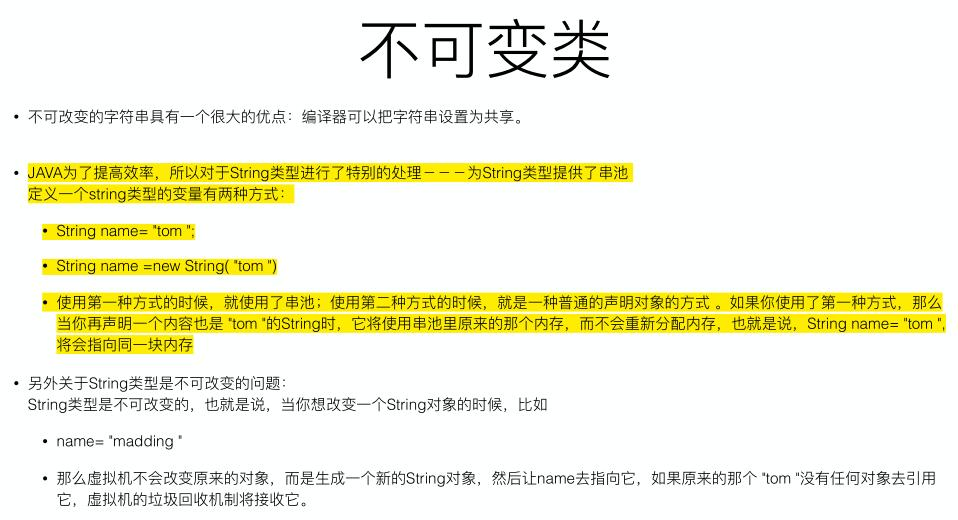 不可变类
• 不可改变的字符串具有一个很大的优点：编译器可以把字符串设置为共享。
• JAVA为了提高效率，所以对于String类型进行了特别的处理－－－为String类型提供了串池
定义一个string类型的变量有两种方式：
• String name= "tom ";
• String name =new String( "tom ")
• 使用第一种方式的时候，就使用了串池；使用第二种方式的时候，就是一种普通的声明对象的方式 。如果你使用了第一种方式，那么
当你再声明一个内容也是 "tom "的String时，它将使用串池里原来的那个内存，而不会重新分配内存，也就是说，String name= "tom ",
将会指向同一块内存
• 另外关于String类型是不可改变的问题：
String类型是不可改变的，也就是说，当你想改变一个String对象的时候，比如
• name= "madding "
• 那么虚拟机不会改变原来的对象，而是生成一个新的String对象，然后让name去指向它，如果原来的那个 "tom "没有任何对象去引用
它，虚拟机的垃圾回收机制将接收它。